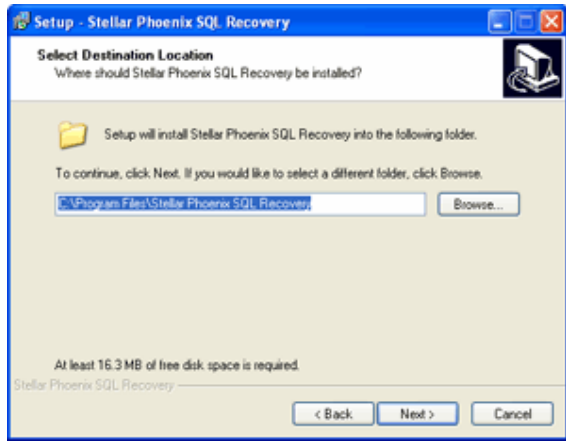 Setup - Stellar Phoenix SQL Recovery
Select Destination Location
Where should Stellar Phoenix SQL Recovery be installed?
Setup will install Stellar Phoenix SQL Recovery into the following folder.
To continue, click Next. If you would like to select a different folder, click Browse.
C:\Program Files\Stellar Phoenix SQL Recovery
Browse...
At least 16.3 MB of free disk space is required.
Stellar Phoenix SQL Recovery
< Back
Next >
Cancel